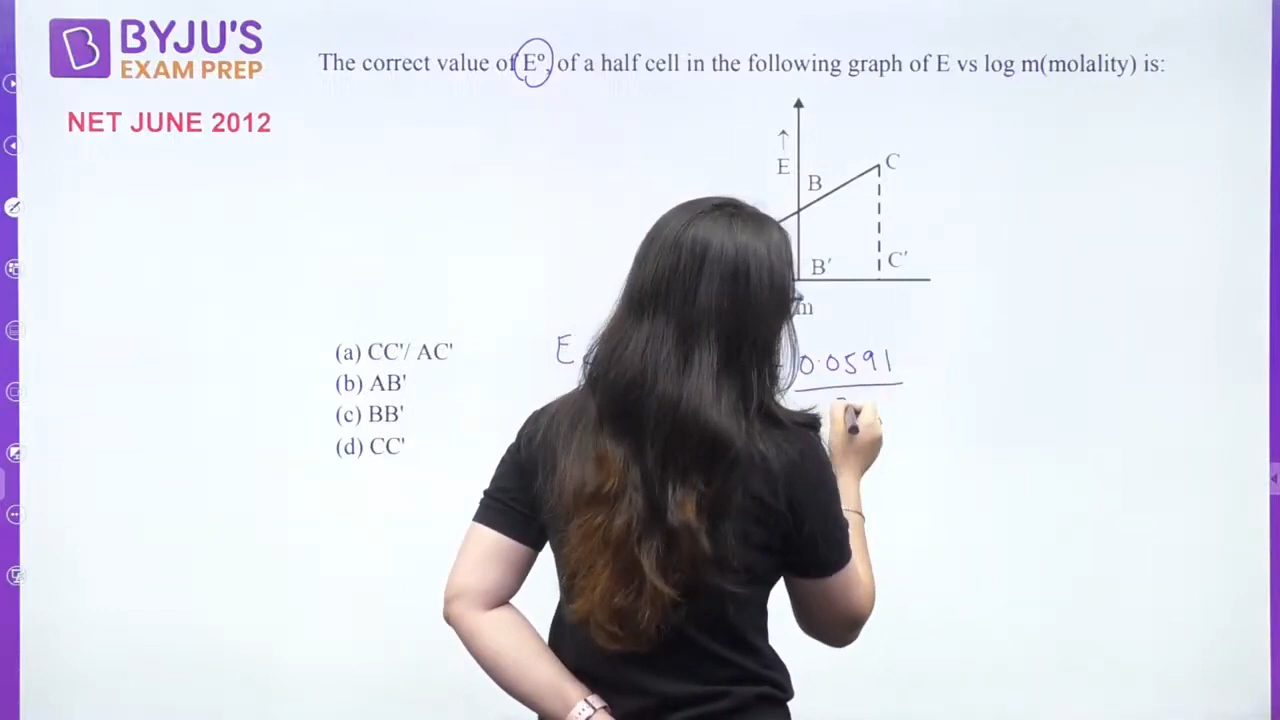 BYJU'S
EXAM PREP
NET JUNE 2012
The correct value of Eº, of a half cell in the following graph of E vs log m(molality) is:
↑
E
B
C
B′
C′
m
(a) CC'/ AC'
(b) AB'
(c) BB'
(d) CC'
E
0.0591